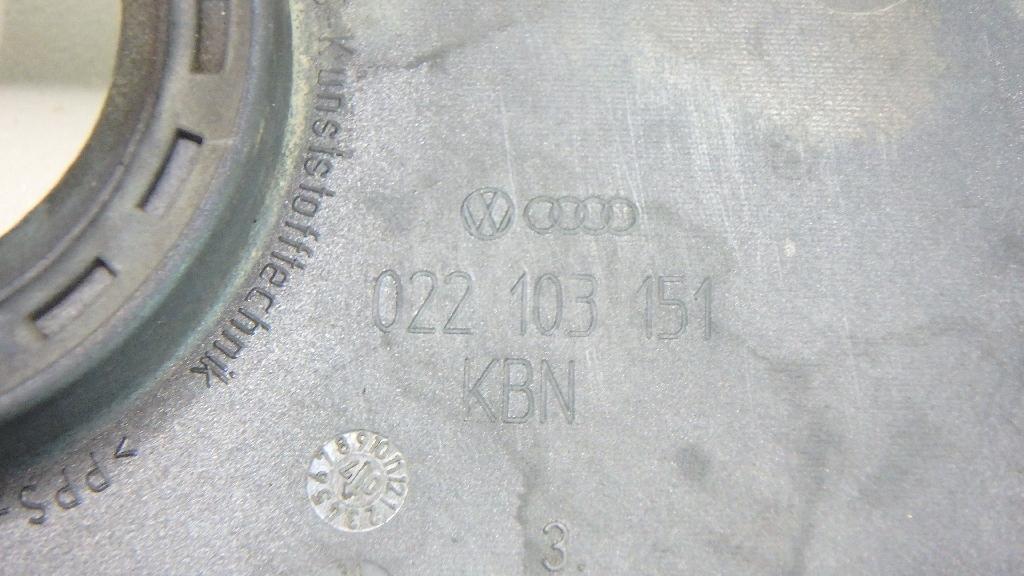 Kunststofftechnik
022 103 151
KBN
>PPS-
3.